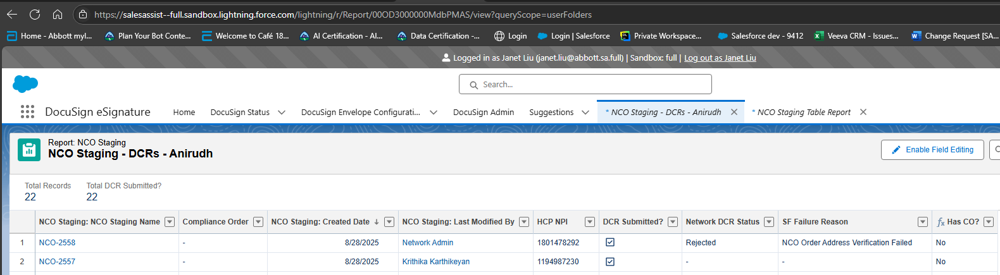 https://salesassist--full.sandbox.lightning.force.com/lightning/r/Report/00OD3000000MdbPMAS/view?queryScope=userFolders
Home - Abbott myl... Plan Your Bot Conte... Welcome to Café 18... AI Certification - AI... Data Certification -... Login Login | Salesforce Private Workspace... Salesforce dev - 9412 Veeva CRM - Issues... Change Request [SA...
Logged in as Janet Liu (janet.liu@abbott.sa.full) | Sandbox: full | Log out as Janet Liu
Search...
DocuSign eSignature Home DocuSign Status DocuSign Envelope Configurati... DocuSign Admin Suggestions * NCO Staging - DCRs - Anirudh * NCO Staging Table Report
Report: NCO Staging
NCO Staging - DCRs - Anirudh
Enable Field Editing
Total Records Total DCR Submitted?
22 22
NCO Staging: NCO Staging Name Compliance Order NCO Staging: Created Date ↓ NCO Staging: Last Modified By HCP NPI DCR Submitted? Network DCR Status SF Failure Reason fx Has CO?
1 NCO-2558 - 8/28/2025 Network Admin 1801478292 Rejected NCO Order Address Verification Failed No
2 NCO-2557 - 8/28/2025 Krithika Karthikeyan 1194987230 - - No